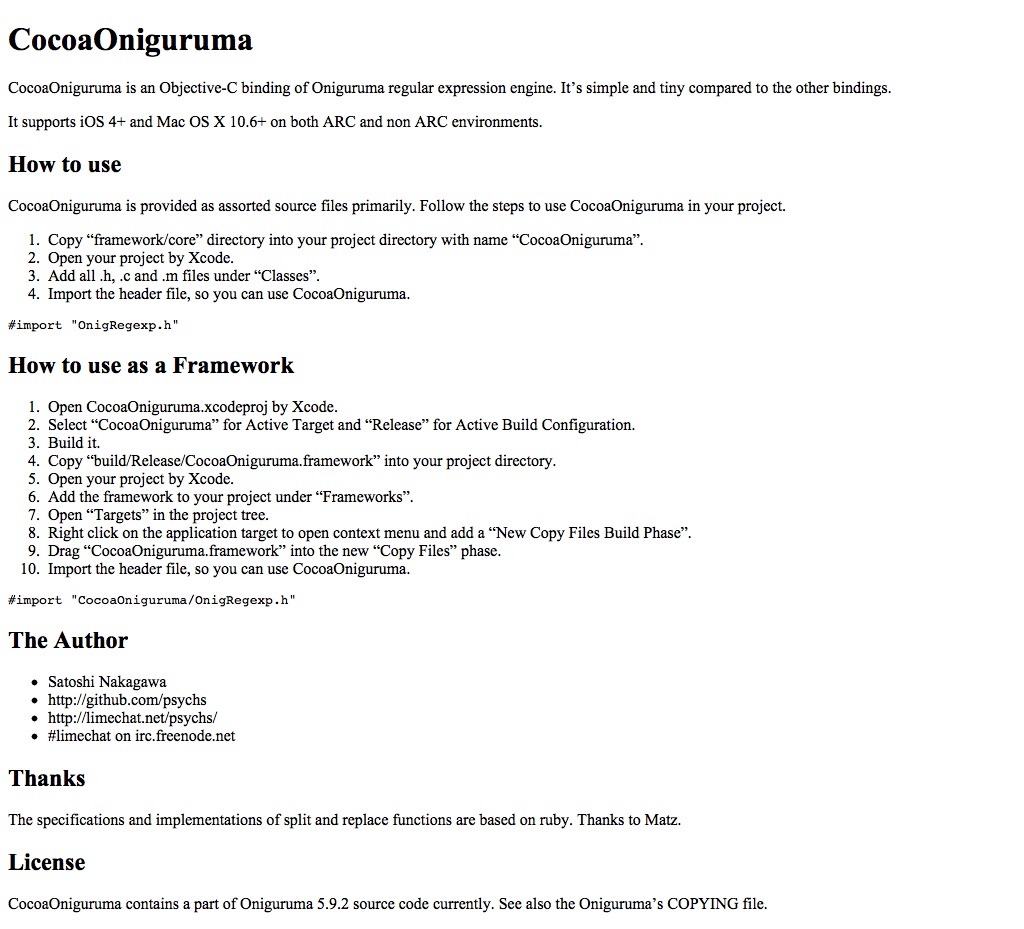 CocoaOniguruma
CocoaOniguruma is an Objective-C binding of Oniguruma regular expression engine. It’s simple and tiny compared to the other bindings.
It supports iOS 4+ and Mac OS X 10.6+ on both ARC and non ARC environments.
How to use
CocoaOniguruma is provided as assorted source files primarily. Follow the steps to use CocoaOniguruma in your project.
1. Copy “framework/core” directory into your project directory with name “CocoaOniguruma”.
2. Open your project by Xcode.
3. Add all .h, .c and .m files under “Classes”.
4. Import the header file, so you can use CocoaOniguruma.
#import "OnigRegexp.h"
How to use as a Framework
1. Open CocoaOniguruma.xcodeproj by Xcode.
2. Select “CocoaOniguruma” for Active Target and “Release” for Active Build Configuration.
3. Build it.
4. Copy “build/Release/CocoaOniguruma.framework” into your project directory.
5. Open your project by Xcode.
6. Add the framework to your project under “Frameworks”.
7. Open “Targets” in the project tree.
8. Right click on the application target to open context menu and add a “New Copy Files Build Phase”.
9. Drag “CocoaOniguruma.framework” into the new “Copy Files” phase.
10. Import the header file, so you can use CocoaOniguruma.
#import "CocoaOniguruma/OnigRegexp.h"
The Author
• Satoshi Nakagawa
• http://github.com/psychs
• http://limechat.net/psychs/
• #limechat on irc.freenode.net
Thanks
The specifications and implementations of split and replace functions are based on ruby. Thanks to Matz.
License
CocoaOniguruma contains a part of Oniguruma 5.9.2 source code currently. See also the Oniguruma’s COPYING file.